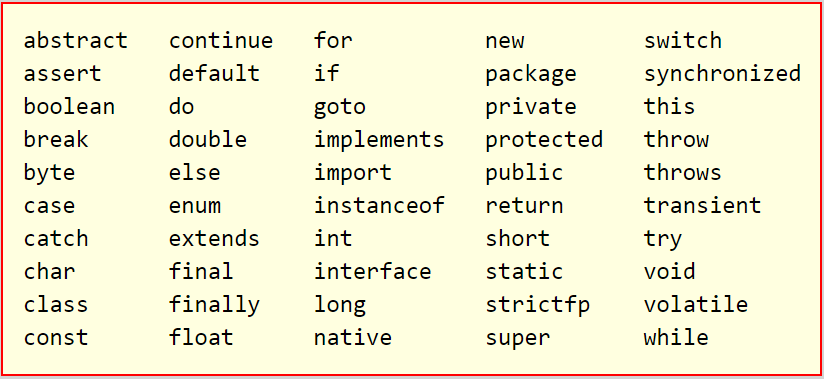 abstract continue for new switch
assert default if package synchronized
boolean do goto private this
break double implements protected throw
byte else import public throws
case enum instanceof return transient
catch extends int short try
char final interface static void
class finally long strictfp volatile
const float native super while